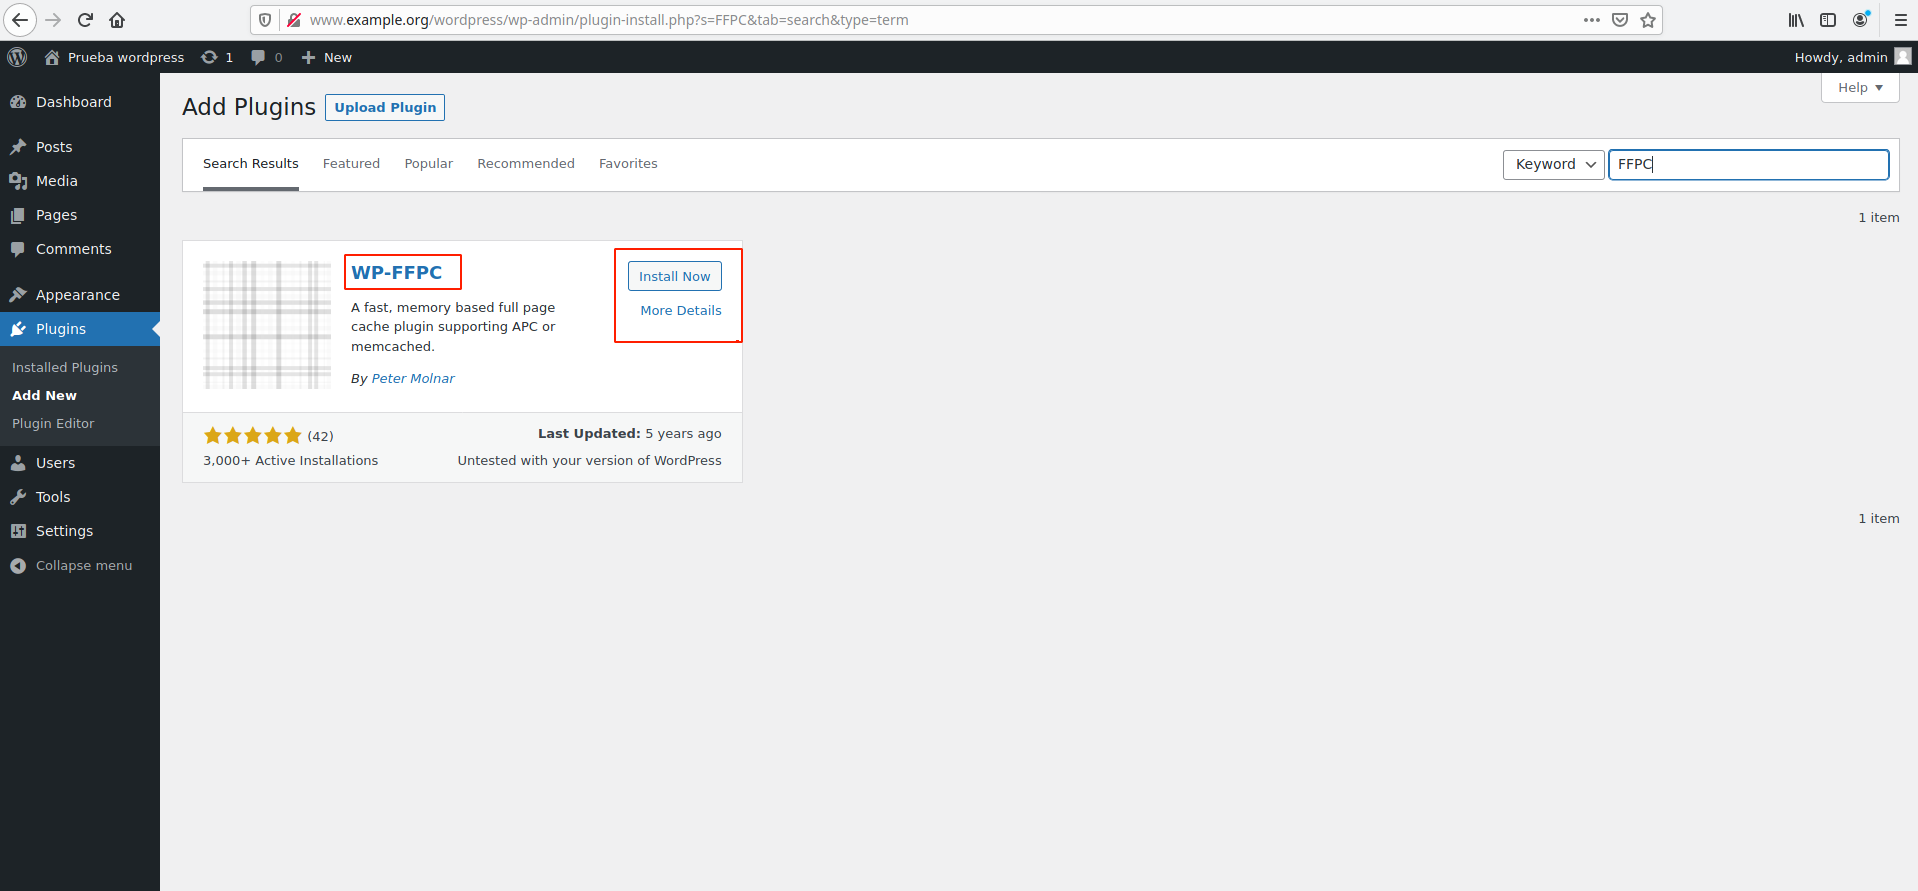 www.example.org/wordpress/wp-admin/plugin-install.php?s=FFPC&tab=search&type=term
Prueba wordpress 1 0 New Howdy, admin
Help
Dashboard
Posts
Media
Pages
Comments
Appearance
Plugins
Installed Plugins
Add New
Plugin Editor
Users
Tools
Settings
Collapse menu
Add Plugins Upload Plugin
Search Results Featured Popular Recommended Favorites Keyword FFPC
1 item
WP-FFPC
Install Now
More Details
A fast, memory based full page
cache plugin supporting APC or
memcached.
By Peter Molnar
(42)
Last Updated: 5 years ago
3,000+ Active Installations
Untested with your version of WordPress
1 item